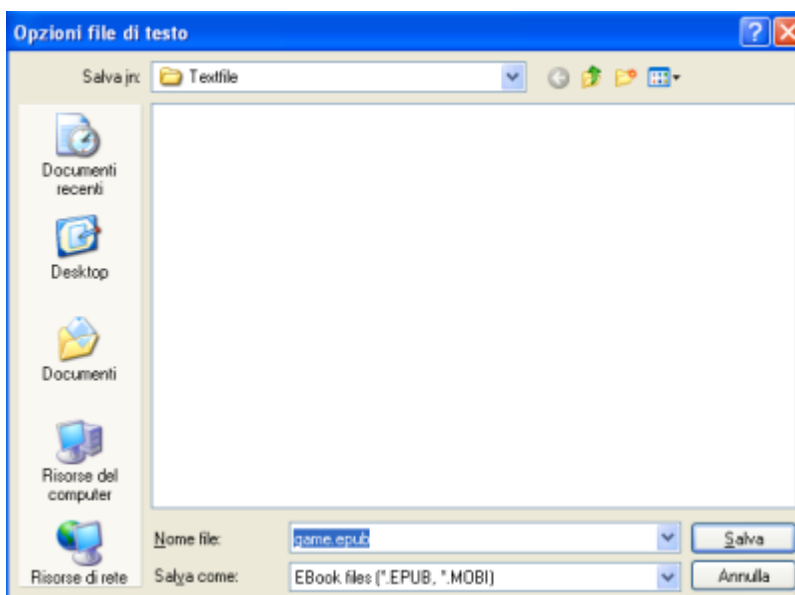 Opzioni file di testo
Salva in:
Textfile
Documenti
recenti
Desktop
Documenti
Risorse del
computer
Risorse di rete
Nome file:
game.epub
Salva
Salva come:
EBook files (*.EPUB, *.MOBI)
Annulla